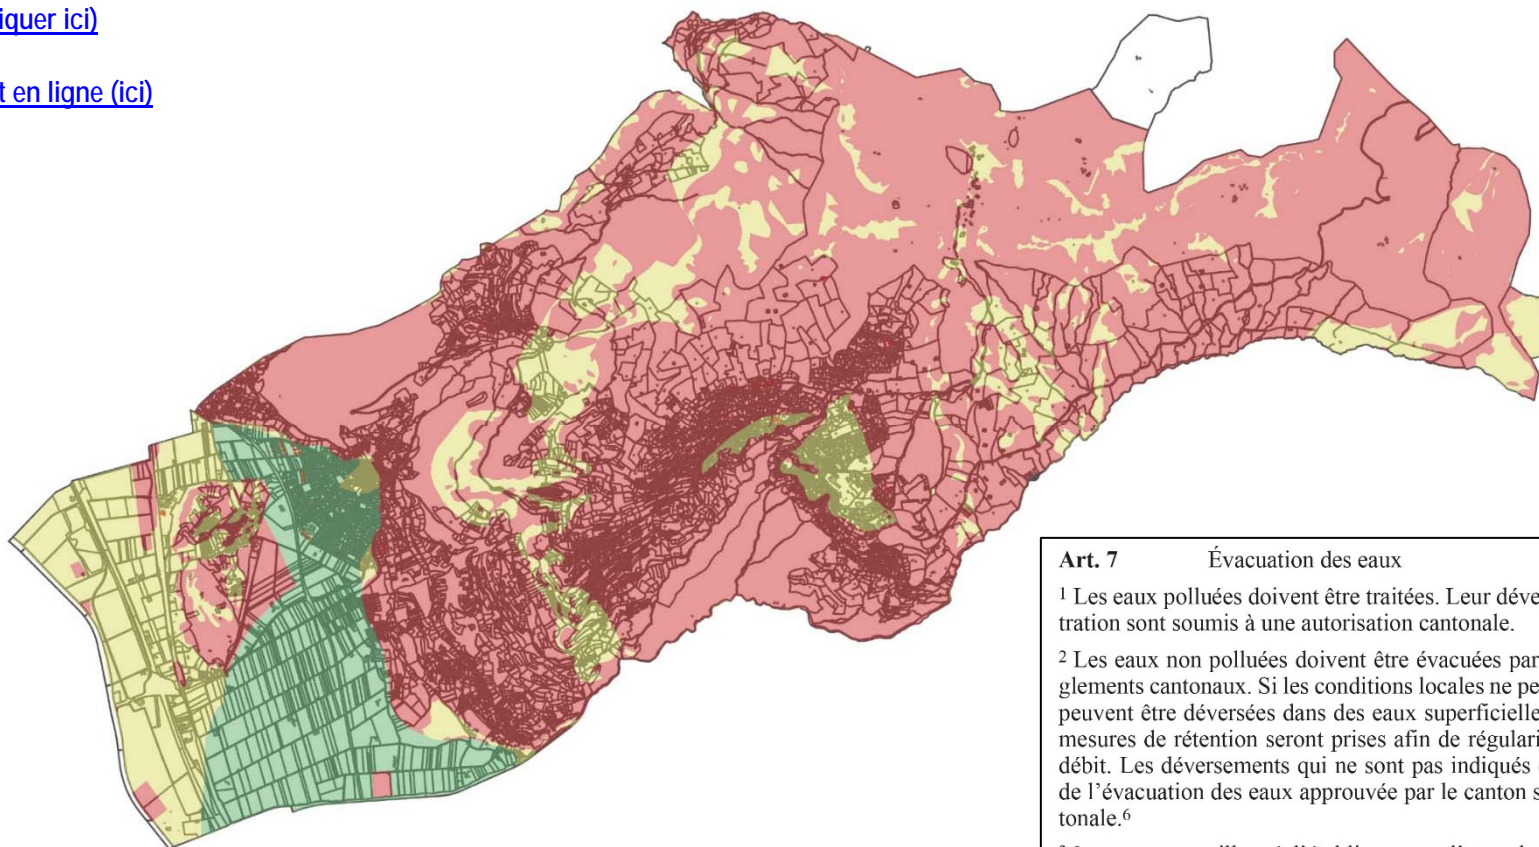 iquer ici)
t en ligne (ici)
Art. 7 Évacuation des eaux
1 Les eaux polluées doivent être traitées. Leur déve
tration sont soumis à une autorisation cantonale.
2 Les eaux non polluées doivent être évacuées par
glements cantonaux. Si les conditions locales ne pe
peuvent être déversées dans des eaux superficielle
mesures de rétention seront prises afin de régulari
débit. Les déversements qui ne sont pas indiqués
de l'évacuation des eaux approuvée par le canton s
tonale.6